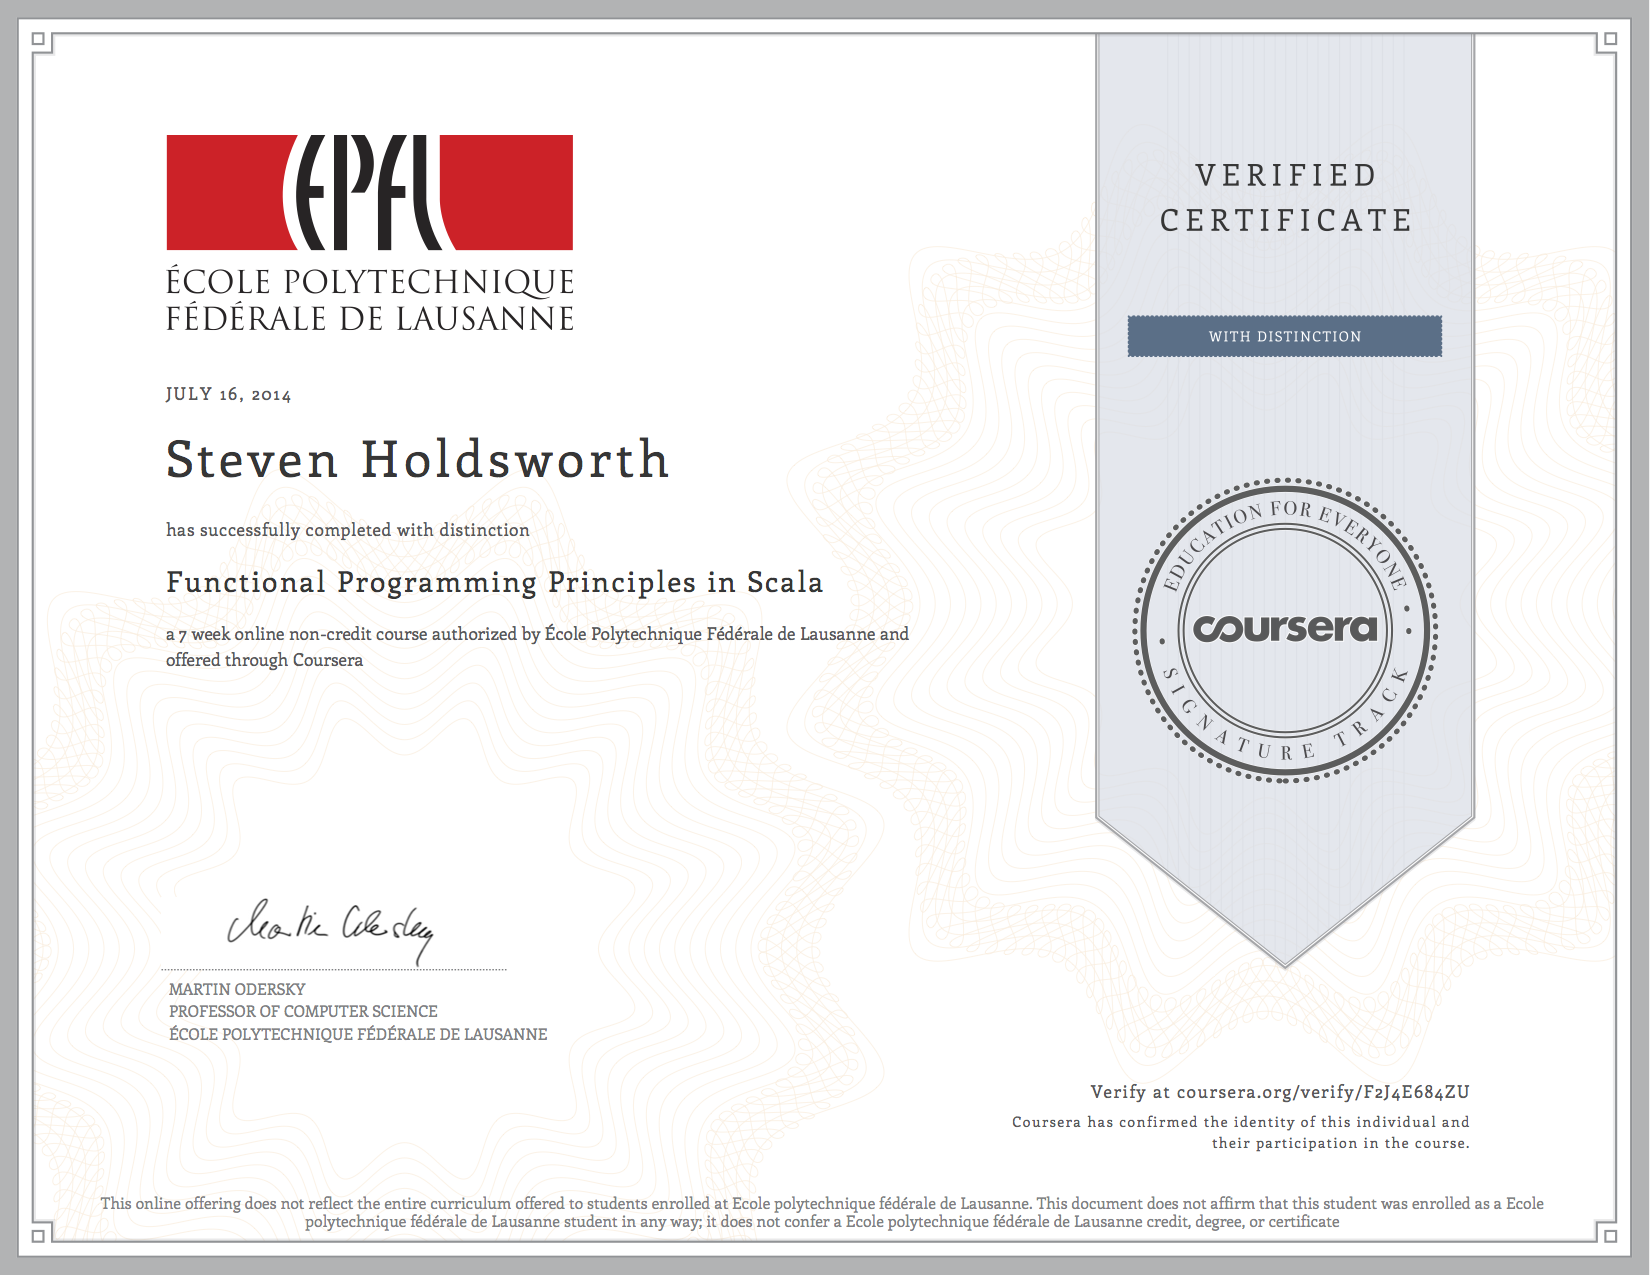 EPFL
ÉCOLE POLYTECHNIQUE
FÉDÉRALE DE LAUSANNE
JULY 16, 2014
Steven Holdsworth
has successfully completed with distinction
Functional Programming Principles in Scala
a 7 week online non-credit course authorized by École Polytechnique Fédérale de Lausanne and
offered through Coursera
VERIFIED
CERTIFICATE
WITH DISTINCTION
EDUCATION FOR EVERYONE
coursera
SIGNATURE TRACK
Martin Odersky
MARTIN ODERSKY
PROFESSOR OF COMPUTER SCIENCE
ÉCOLE POLYTECHNIQUE FÉDÉRALE DE LAUSANNE
Verify at coursera.org/verify/F2J4E684ZU
Coursera has confirmed the identity of this individual and
their participation in the course.
This online offering does not reflect the entire curriculum offered to students enrolled at Ecole polytechnique fédérale de Lausanne. This document does not affirm that this student was enrolled as a Ecole
polytechnique fédérale de Lausanne student in any way; it does not confer a Ecole polytechnique fédérale de Lausanne credit, degree, or certificate